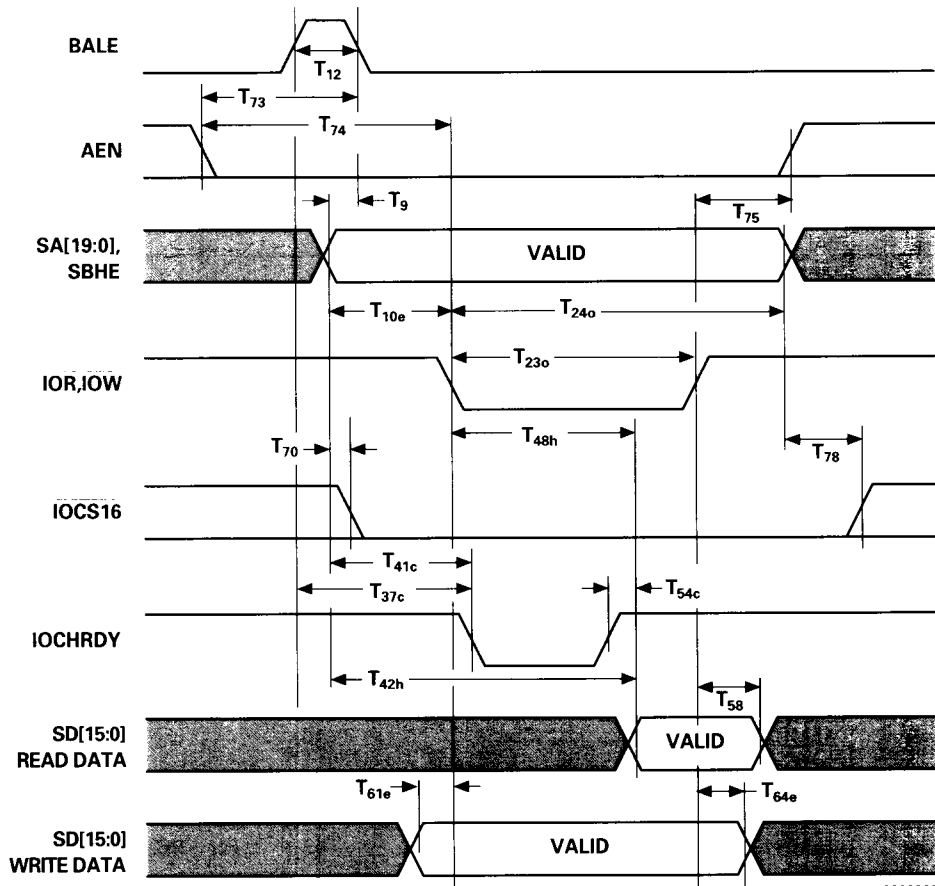 BALE
T12
T73
T74
AEN
T9
T75
SA[19:0],
SBHE
VALID
T10e
T24o
T23o
IOR,IOW
T48h
T70
T78
IOCS16
T41c
T37c
T54c
IOCHRDY
T42h
T58
SD[15:0]
READ DATA
VALID
T61e
T64e
SD[15:0]
WRITE DATA
VALID